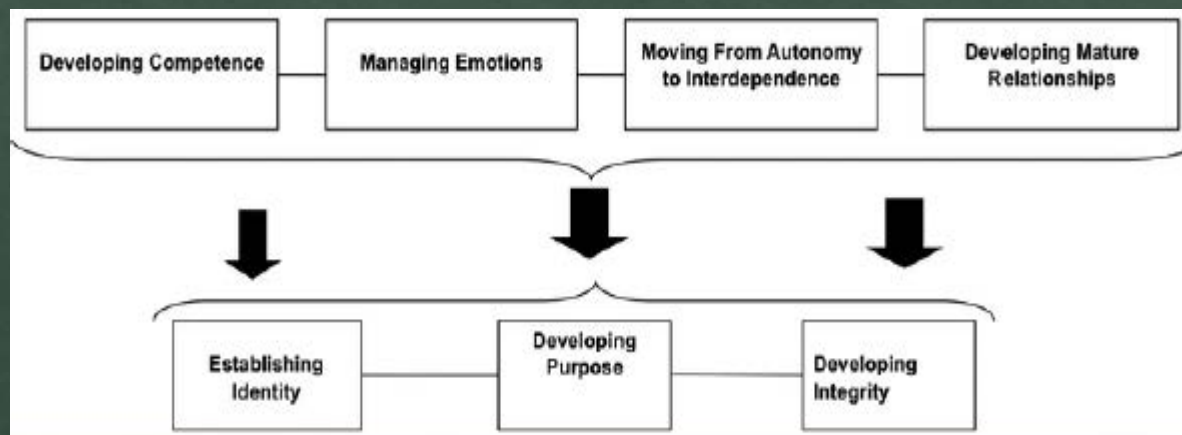 Developing Competence
Managing Emotions
Moving From Autonomy
to Interdependence
Developing Mature
Relationships
Establishing
Identity
Developing
Purpose
Developing
Integrity